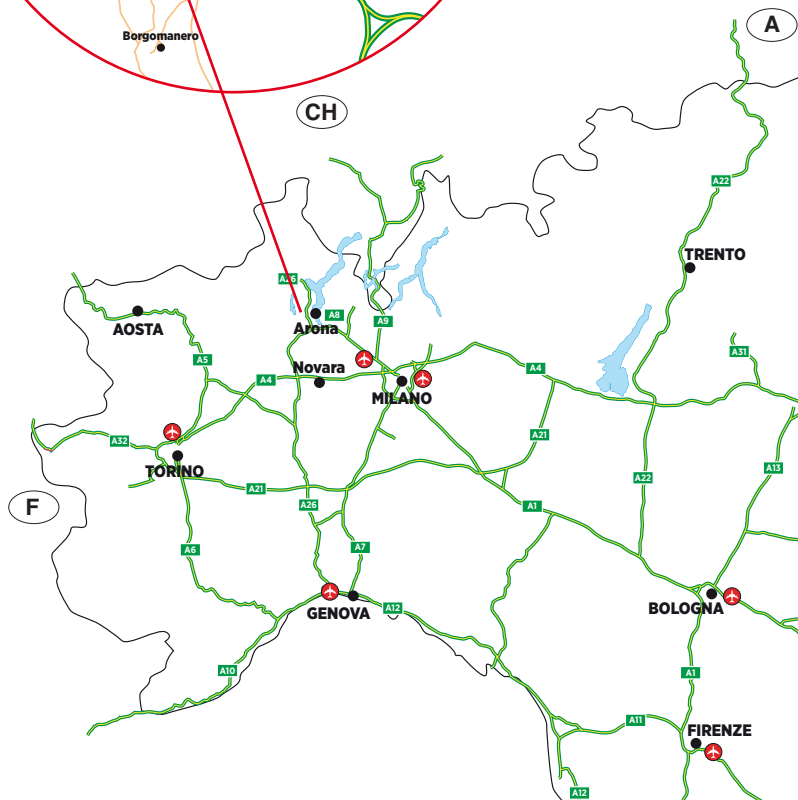 A
Borgomanero
CH
A22
TRENTO
A26
A8
A9
Arona
AOSTA
A31
A5
Novara
A4
A4
MILANO
A32
A21
TORINO
A13
A22
A21
A26
A1
F
A7
A6
GENOVA
A12
BOLOGNA
A10
A1
A11
FIRENZE
A12